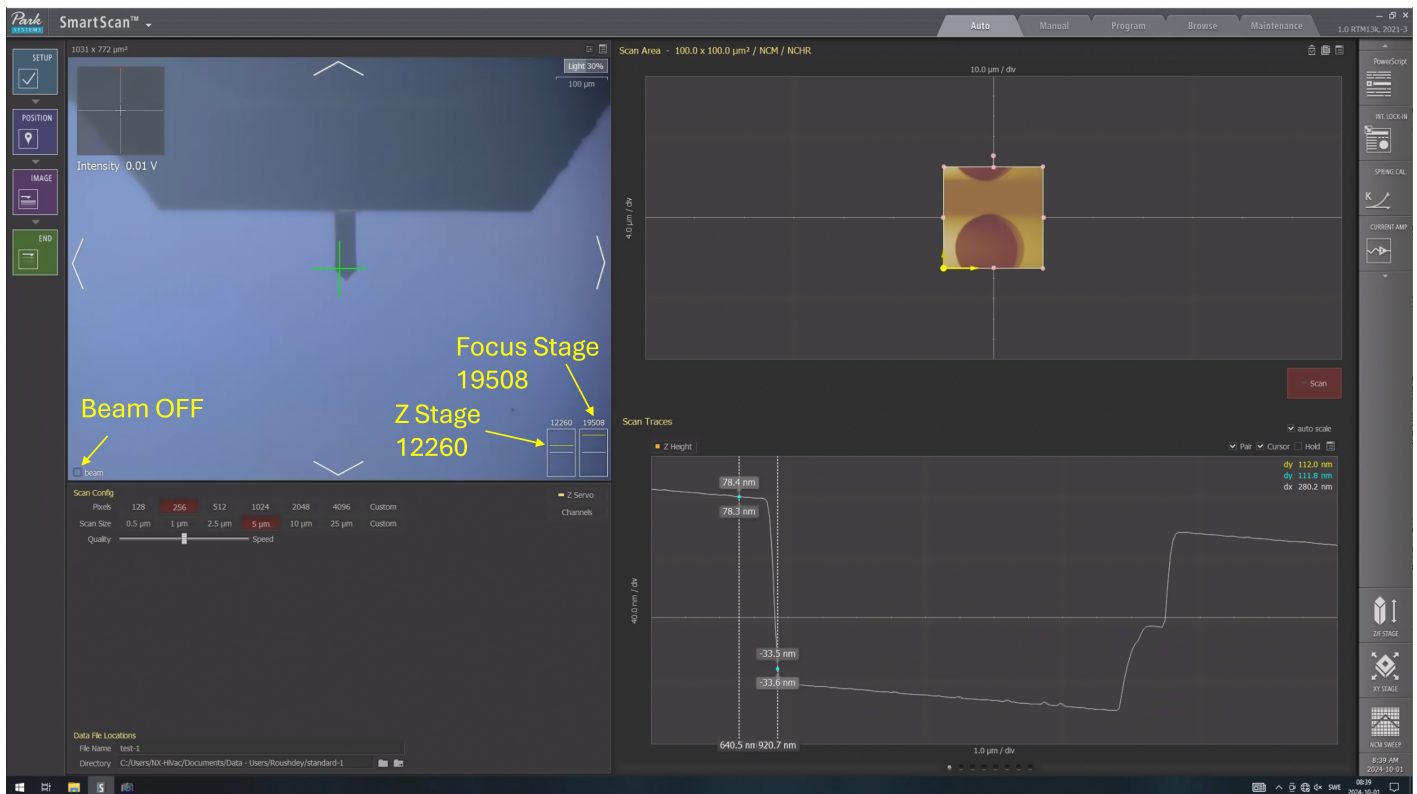 Park
SYSTEMS
SmartScan™
Auto
Manual
Program
Browse
Maintenance
1.0 RTM13k, 2021-3
SETUP
POSITION
IMAGE
END
1031 x 772 µm²
Light 30%
100 µm
Intensity 0.01 V
Focus Stage
19508
Beam OFF
Z Stage
12260
12260
19508
beam
Scan Area - 100.0 x 100.0 µm² / NCM / NCHR
10.0 µm / div
4.0 µm / div
Scan
Scan Config
Pixels 128 256 512 1024 2048 4096 Custom
Scan Size 0.5 µm 1 µm 2.5 µm 5 µm 10 µm 25 µm Custom
Quality Speed
Z Servo
Channels
Data File Locations
File Name test-1
Directory C:/Users/NX-HiVac/Documents/Data - Users/Roushdey/standard-1
Scan Traces
auto scale
Z Height
Pair Cursor Hold
dy 112.0 nm
dy 111.8 nm
dx 280.2 nm
78.4 nm
78.3 nm
40.0 nm / div
-33.5 nm
-33.6 nm
640.5 nm 920.7 nm
1.0 µm / div
PowerScript
INT. LOCK-IN
SPRING CAL.
K
CURRENT AMP
Z/F STAGE
XY STAGE
NCM SWEEP
8:39 AM
2024-10-01
S
SWE
08:39
2024-10-01